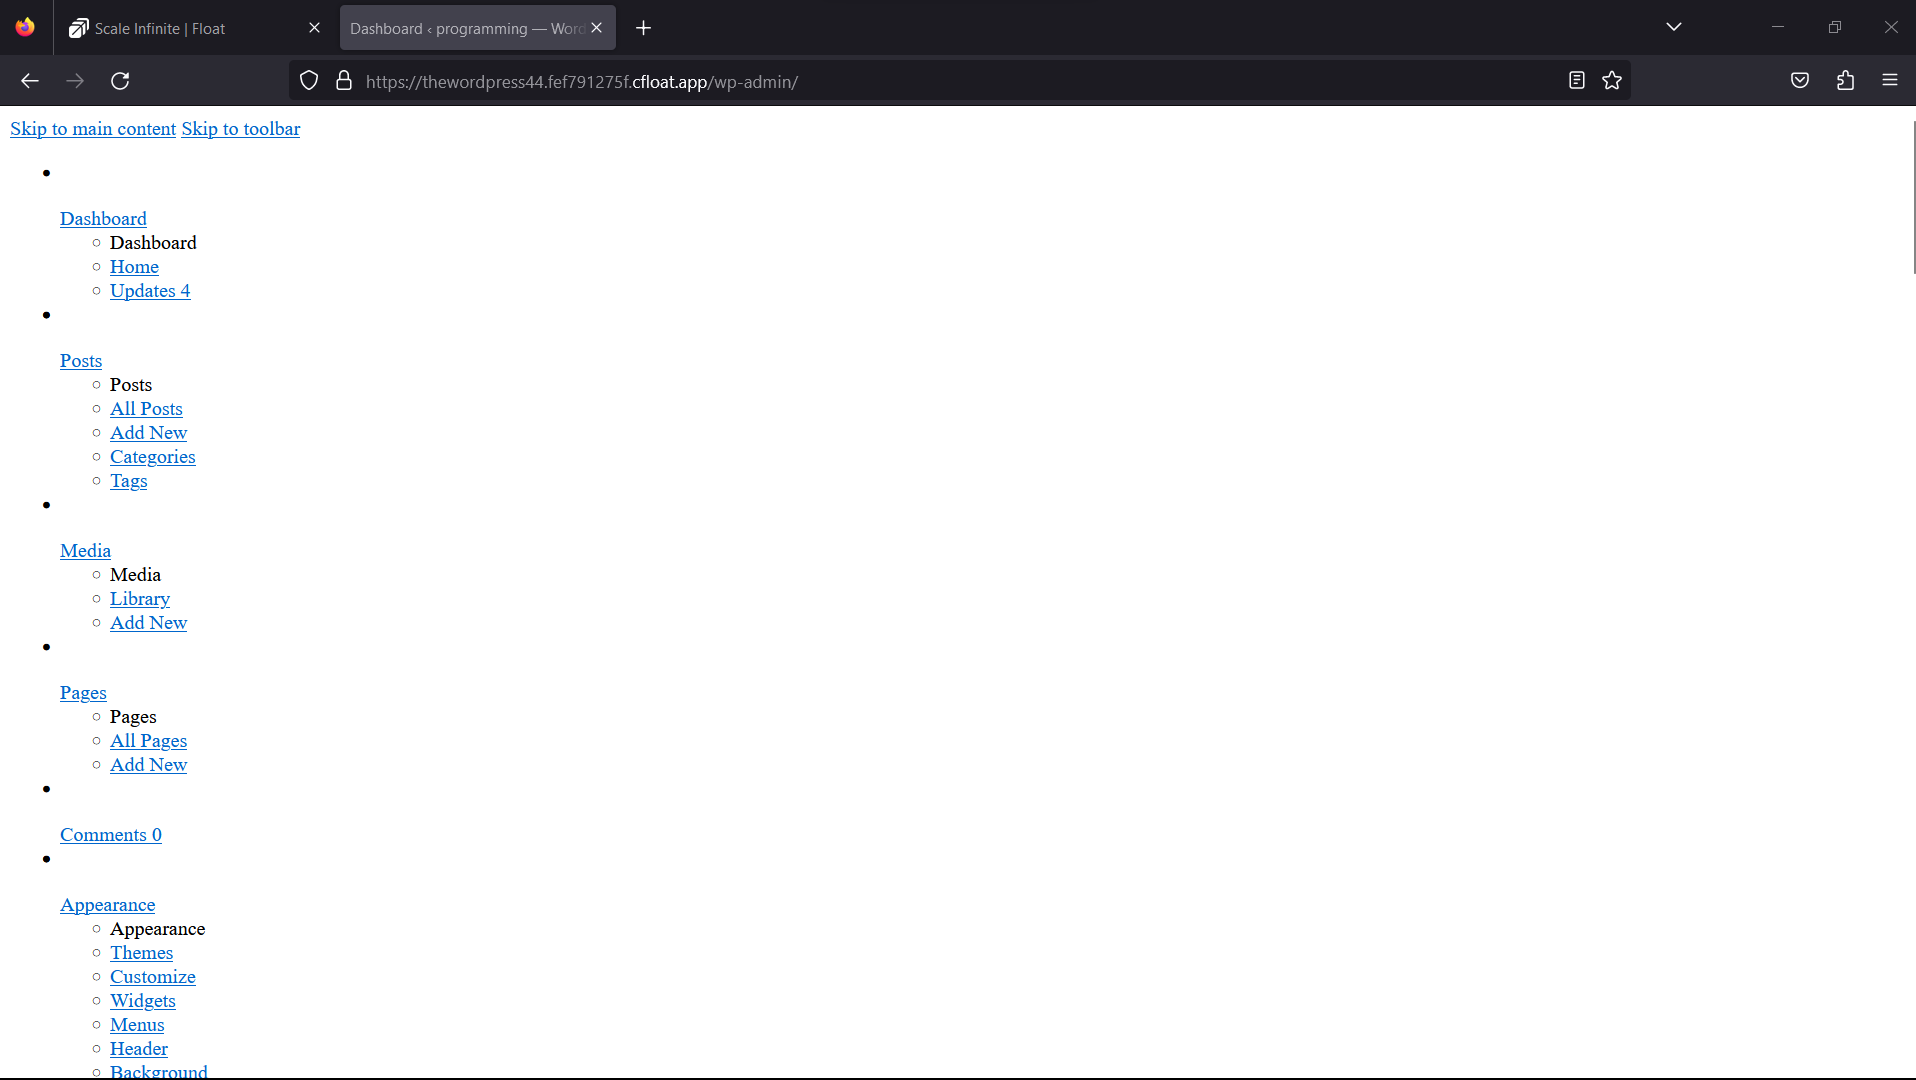 Scale Infinite | Float
Dashboard ‹ programming — Word
https://thewordpress44.fef791275f.cfloat.app/wp-admin/
Skip to main content Skip to toolbar
Dashboard
Dashboard
Home
Updates 4
Posts
Posts
All Posts
Add New
Categories
Tags
Media
Media
Library
Add New
Pages
Pages
All Pages
Add New
Comments 0
Appearance
Appearance
Themes
Customize
Widgets
Menus
Header
Background